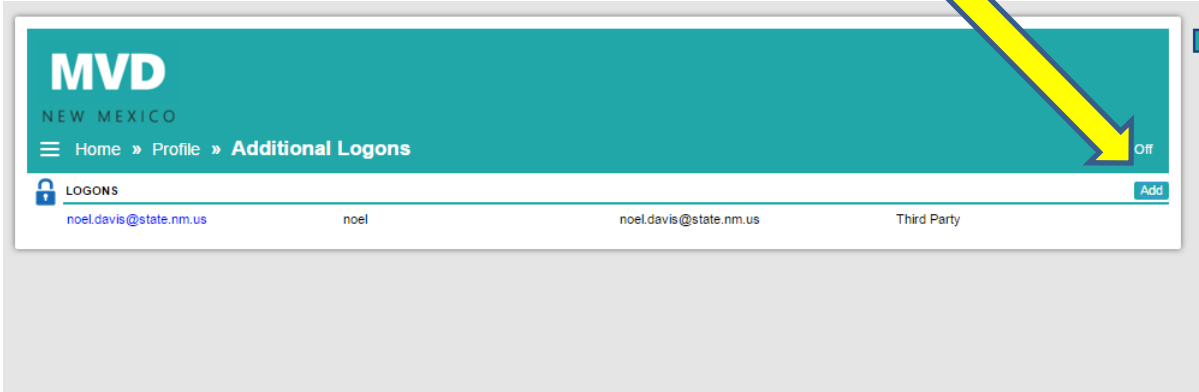 MVD
NEW MEXICO
Home » Profile » Additional Logons
Off
LOGONS Add
noel.davis@state.nm.us noel noel.davis@state.nm.us Third Party